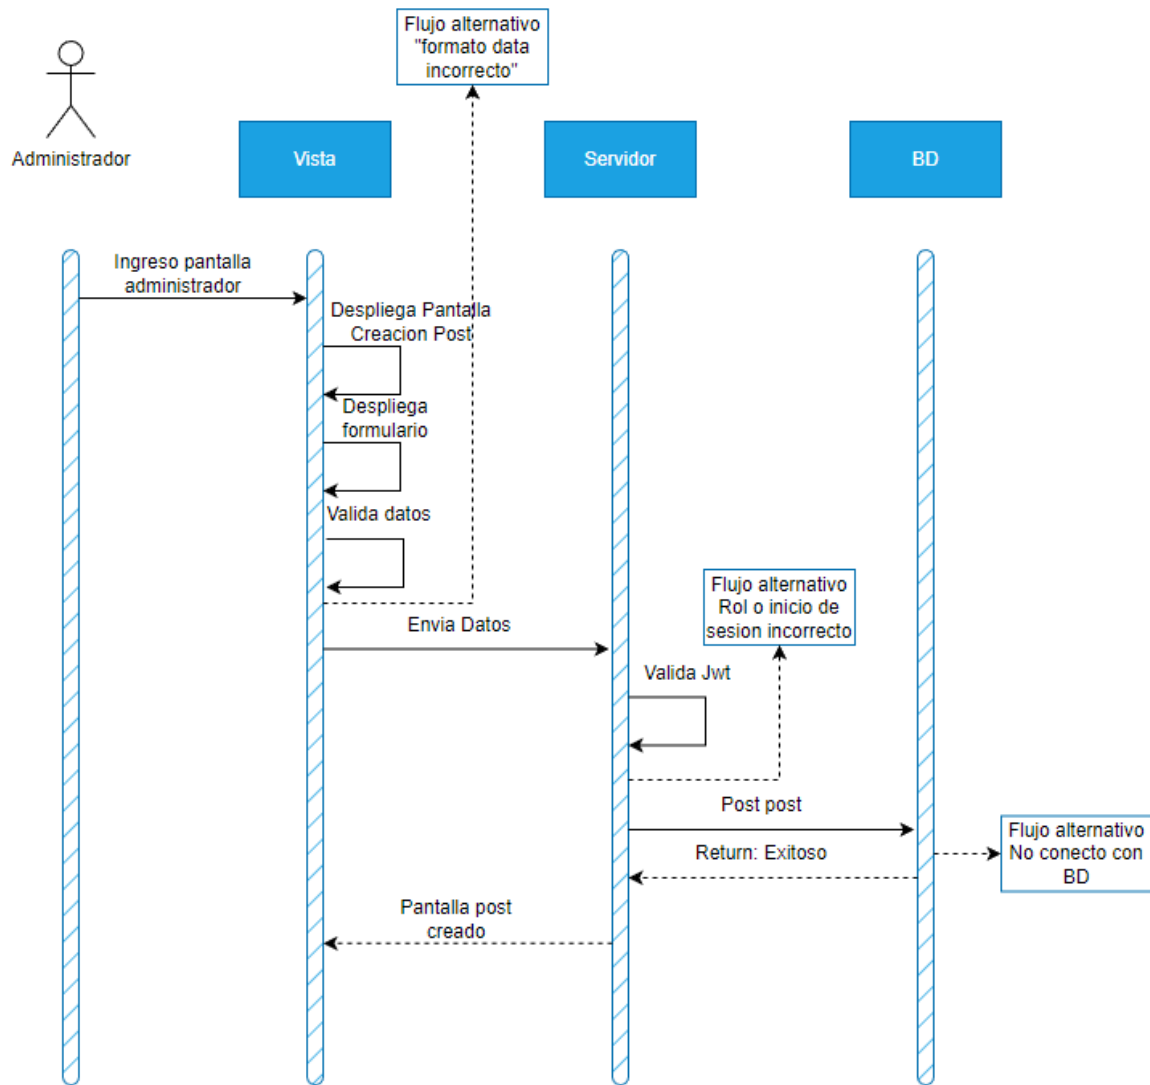 Flujo alternativo
"formato data
incorrecto"
Administrador
Vista
Servidor
BD
Ingreso pantalla
administrador
Despliega Pantalla
Creacion Post
Despliega
formulario
Valida datos
Flujo alternativo
Rol o inicio de
sesion incorrecto
Envia Datos
Valida Jwt
Post post
Flujo alternativo
No conecto con
BD
Return: Exitoso
Pantalla post
creado